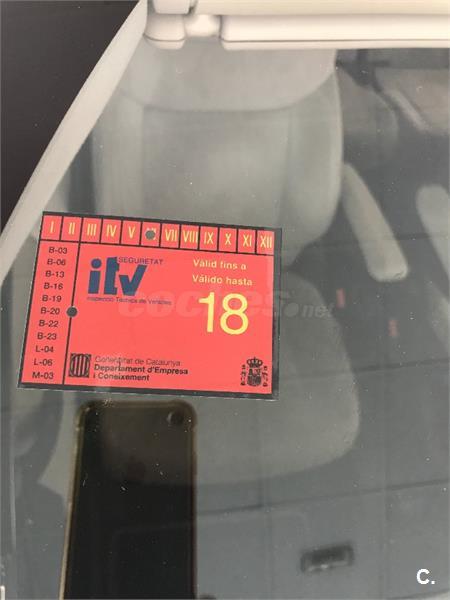 I II III IV V VII VIII IX X XI XII
B-03
B-06
B-13
B-16
B-19
B-20
B-22
B-23
L-04
L-06
M-03
SEGURETAT
itv
Inspecció Tècnica de Vehicles
Vàlid fins a
Válido hasta
18
Generalitat de Catalunya
Departament d'Empresa
i Coneixement
coches.net
C.